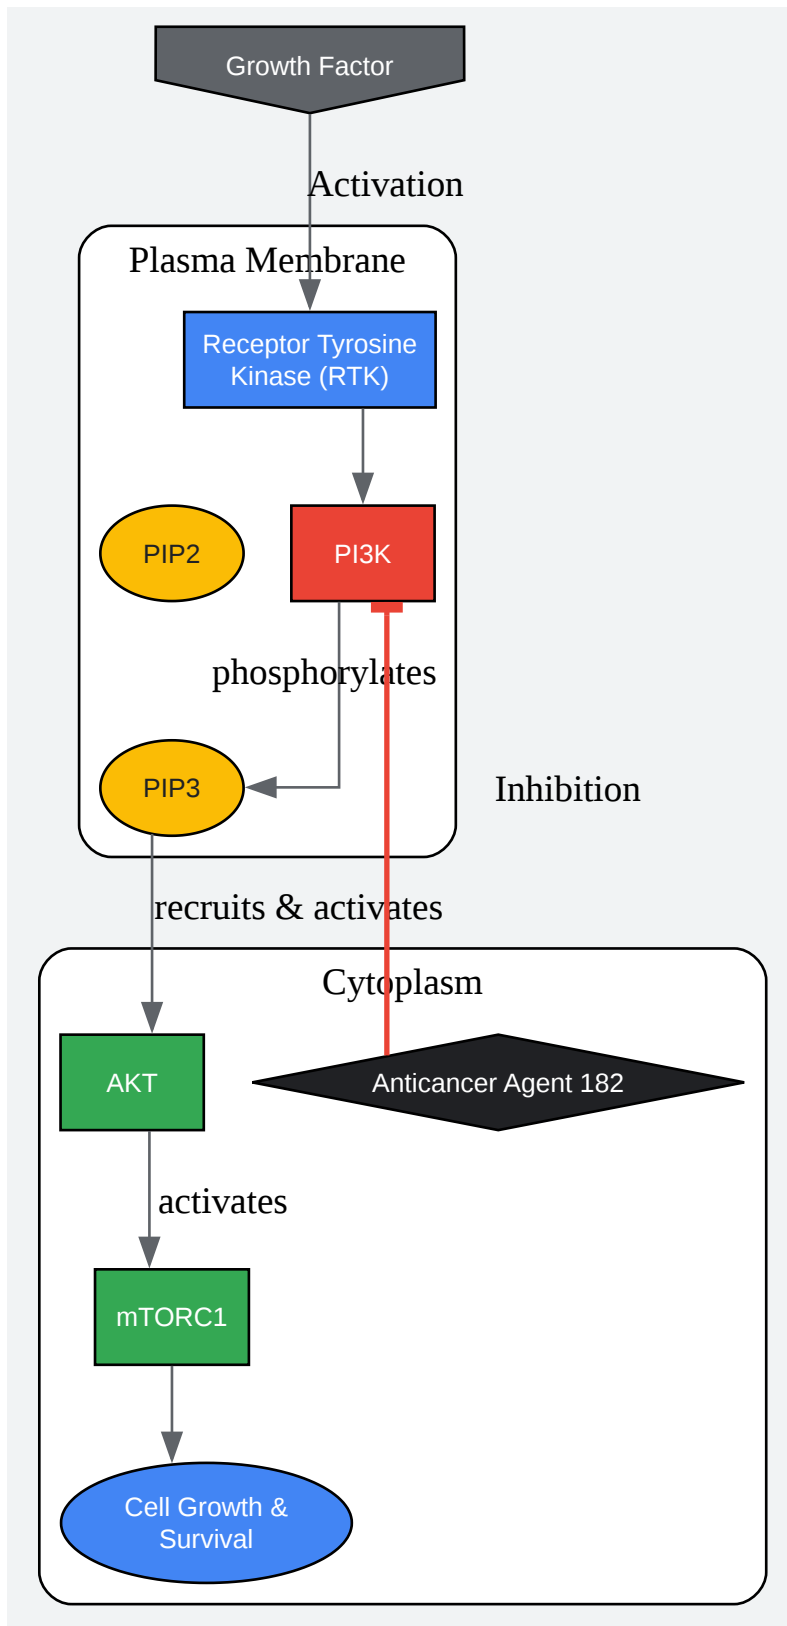 Growth Factor
Activation
Plasma Membrane
Receptor Tyrosine
Kinase (RTK)
PIP2
PI3K
phosphorylates
PIP3
Inhibition
recruits & activates
Cytoplasm
AKT
Anticancer Agent 182
activates
mTORC1
Cell Growth &
Survival